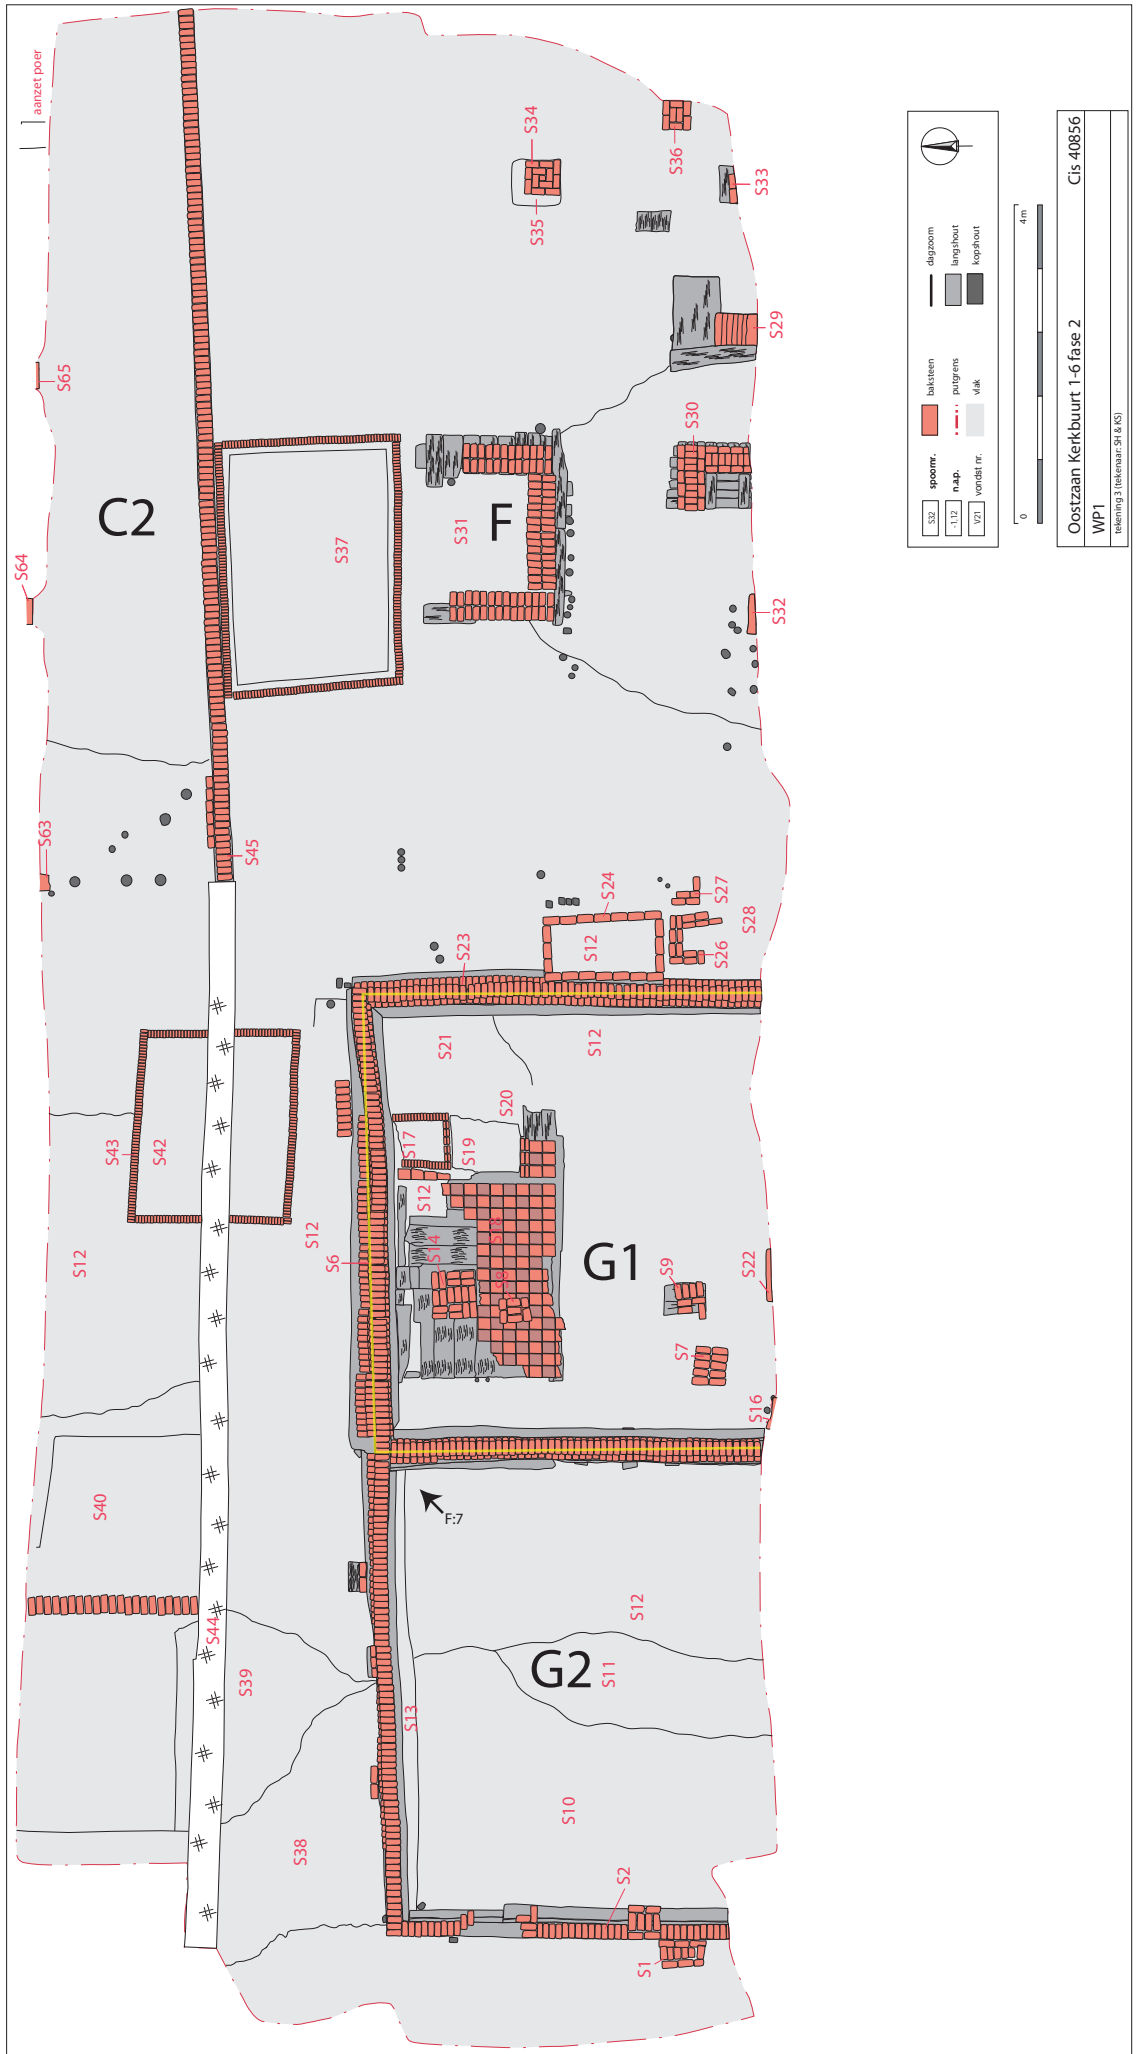 aanzet poer
S34
S36
S35
S33
S65
S29
S30
C2
S37
S31
F
S64
S32
S63
S45
S24
S27
S12
S28
S23
S26
S21
S12
S43
S42
S17
S20
S19
S12
S12
S12
S6
S14
S18
S8
G1
S9
S22
S7
S16
F:7
S40
S44
S39
S12
G2
S11
S13
S10
S38
S2
S1
S32 spoornr.
-1,12 n.a.p.
V21 vondst nr.
baksteen
putgrens
vlak
dagzoom
langshout
kopshout
0 4m
Oostzaan Kerkbuurt 1-6 fase 2 Cis 40856
WP1
tekening 3 (tekenaar: SH & KS)